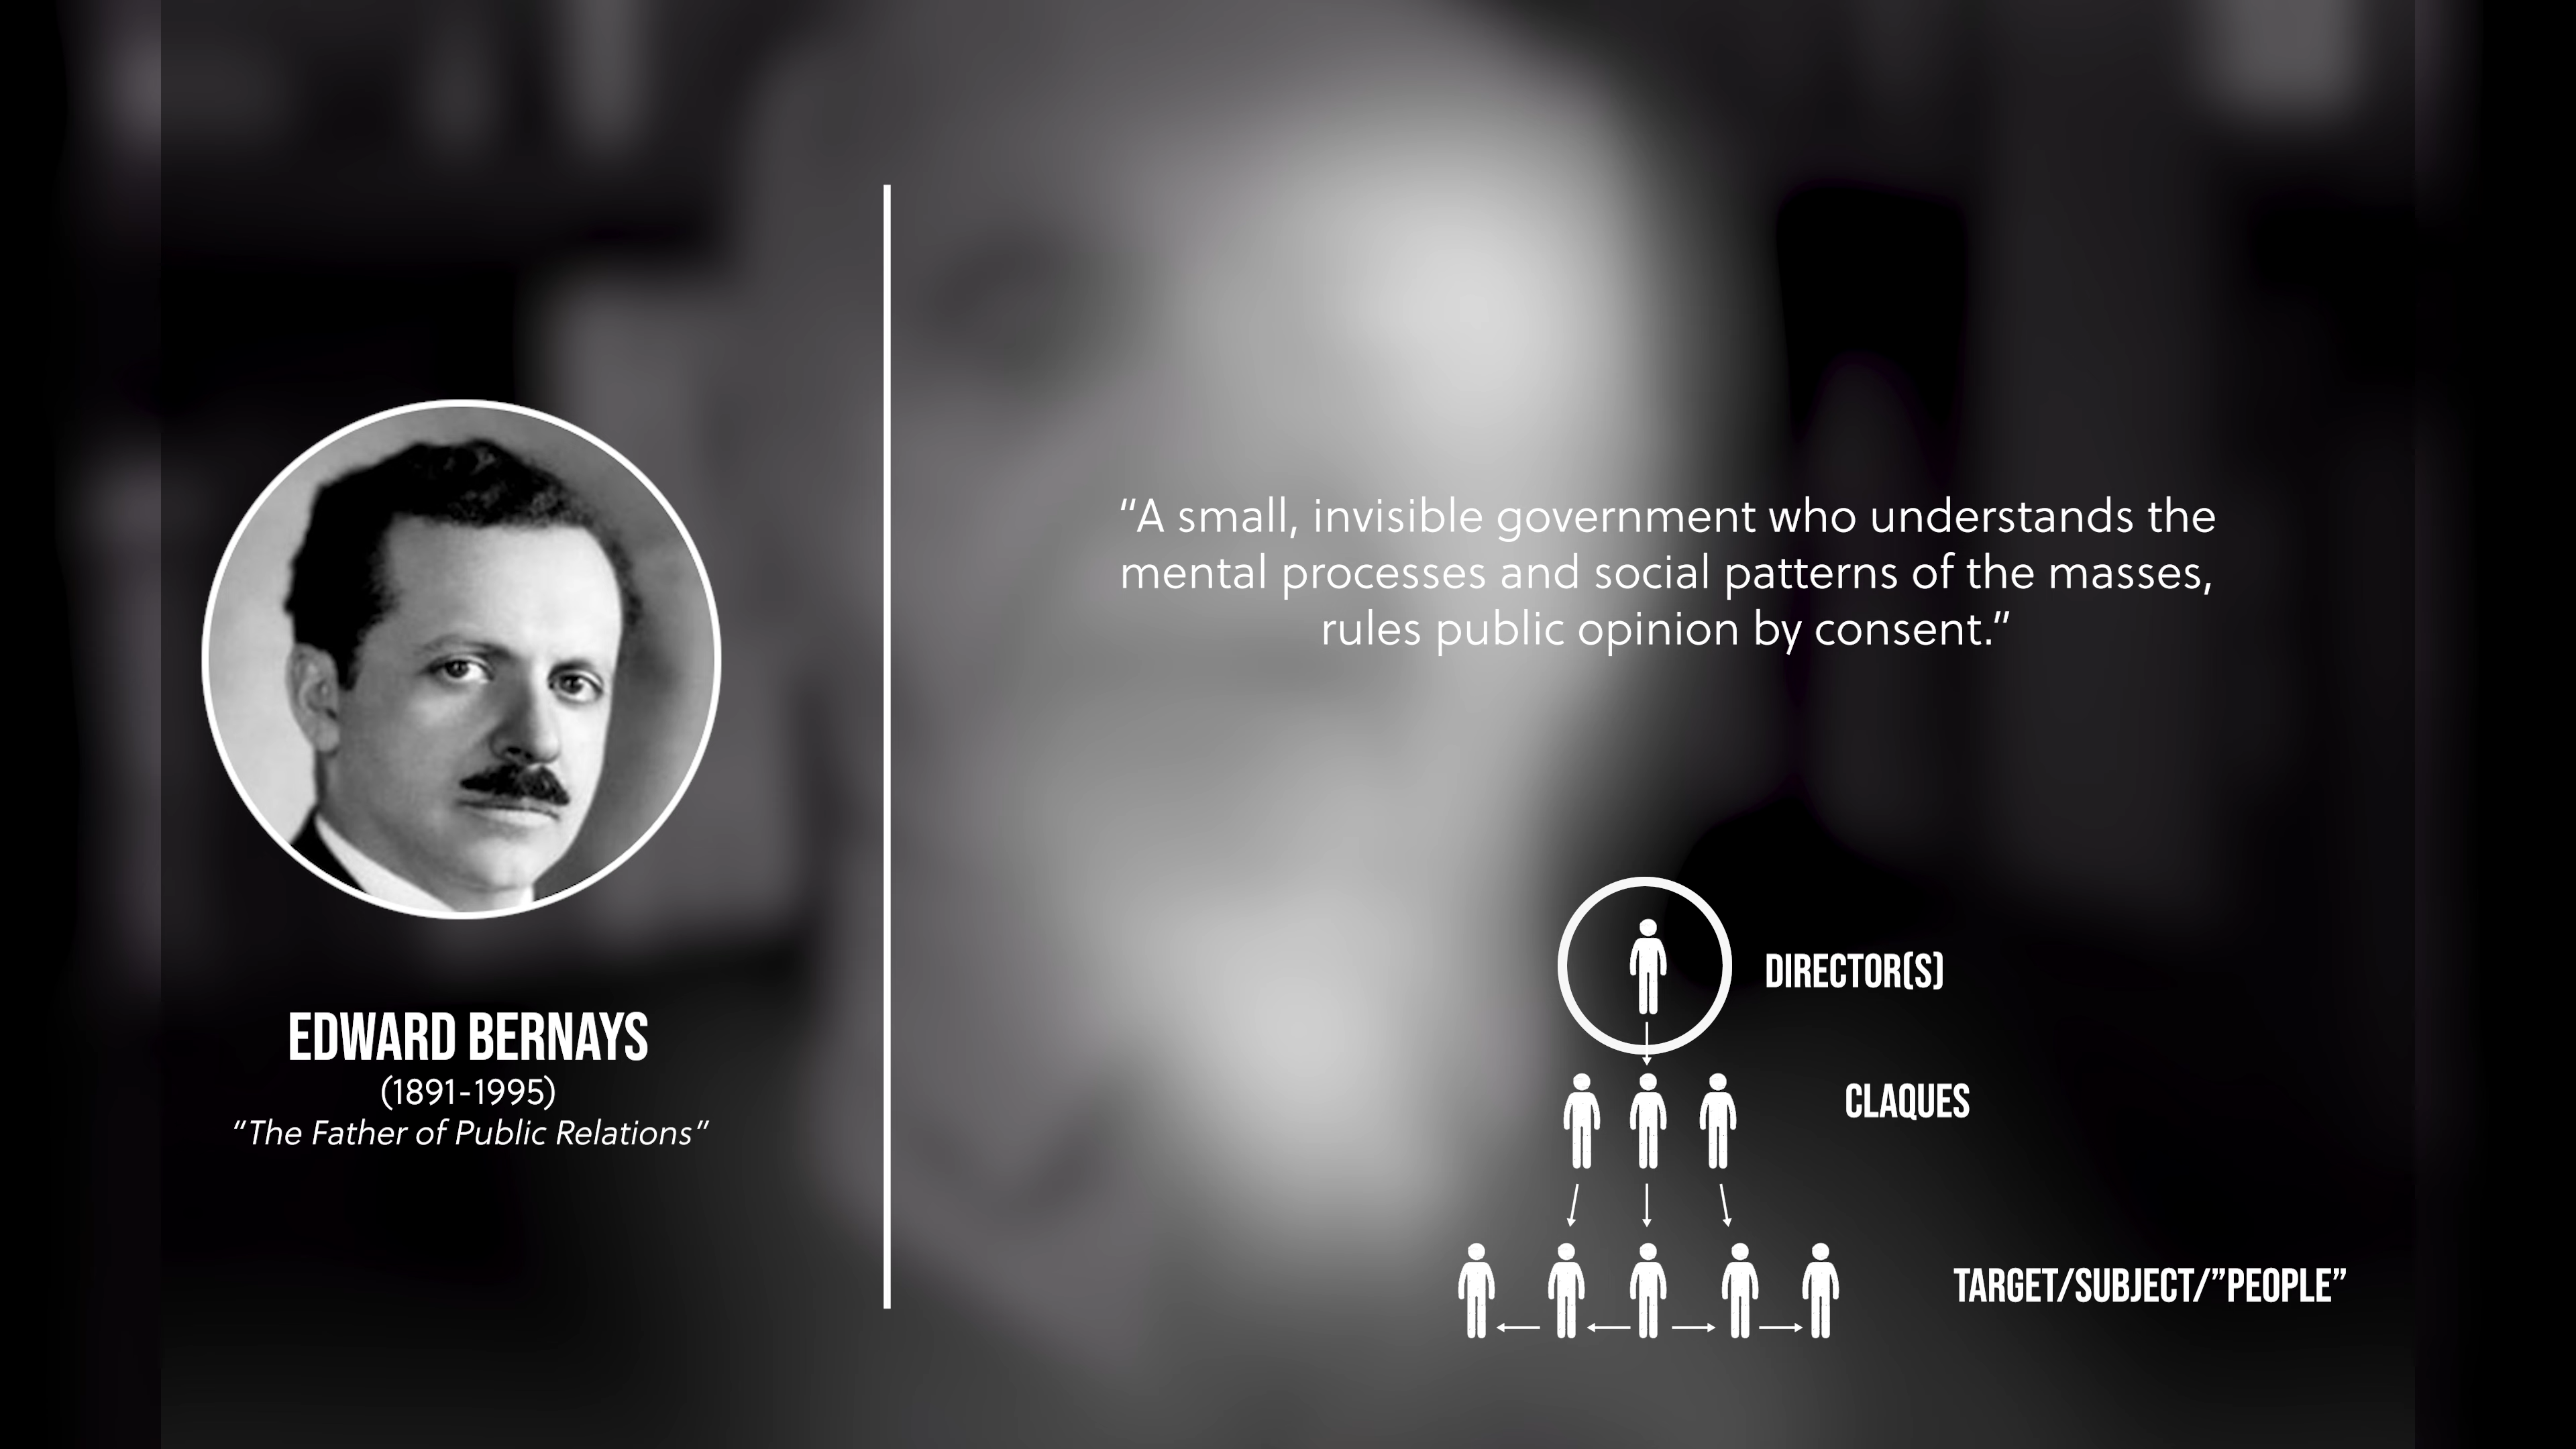 “A small, invisible government who understands the
mental processes and social patterns of the masses,
rules public opinion by consent.”
EDWARD BERNAYS
(1891-1995)
“The Father of Public Relations”
DIRECTOR(S)
CLAQUES
TARGET/SUBJECT/”PEOPLE”